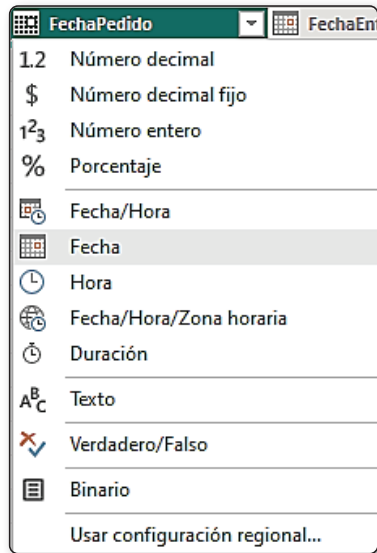 FechaPedido FechaEnt
1.2 Número decimal
$ Número decimal fijo
123 Número entero
% Porcentaje
Fecha/Hora
Fecha
Hora
Fecha/Hora/Zona horaria
Duración
ABC Texto
Verdadero/Falso
Binario
Usar configuración regional...